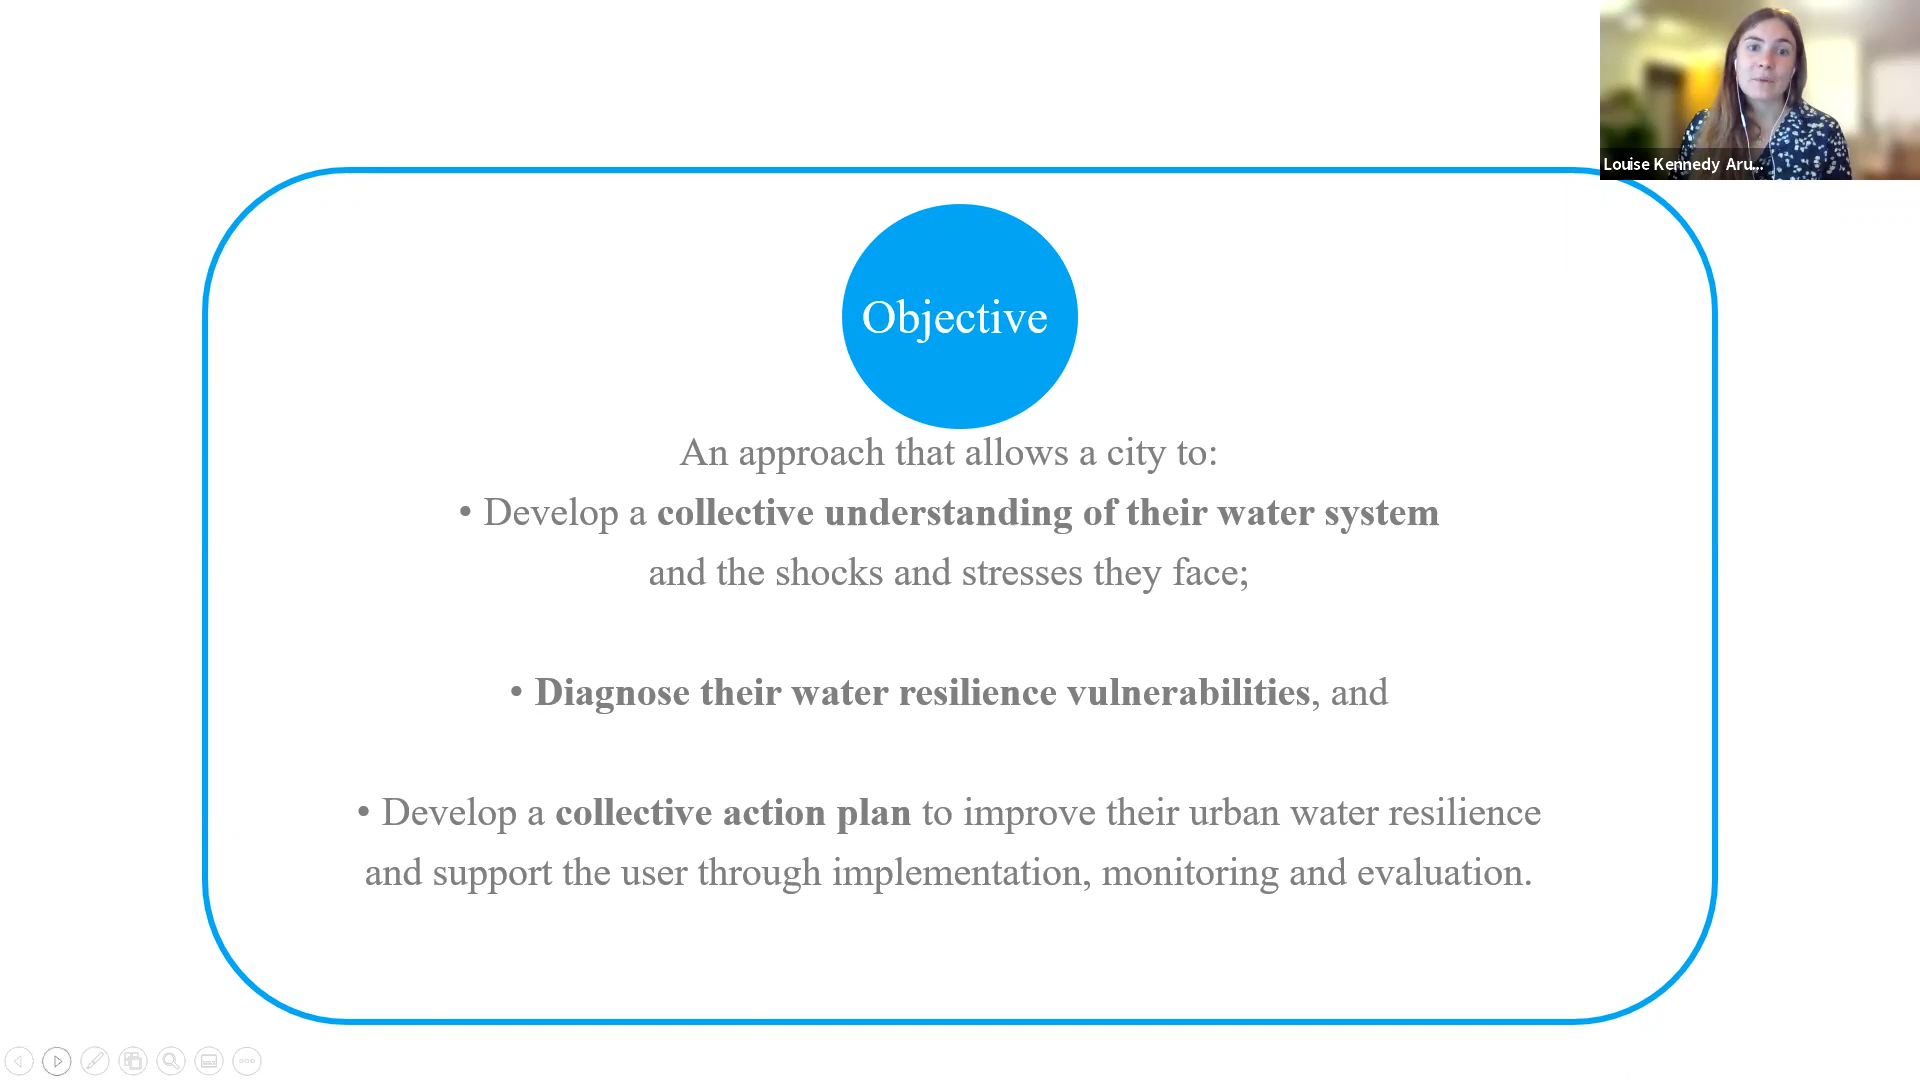 Louise Kennedy Aru...
Objective
An approach that allows a city to:
• Develop a collective understanding of their water system
and the shocks and stresses they face;
• Diagnose their water resilience vulnerabilities, and
• Develop a collective action plan to improve their urban water resilience
and support the user through implementation, monitoring and evaluation.